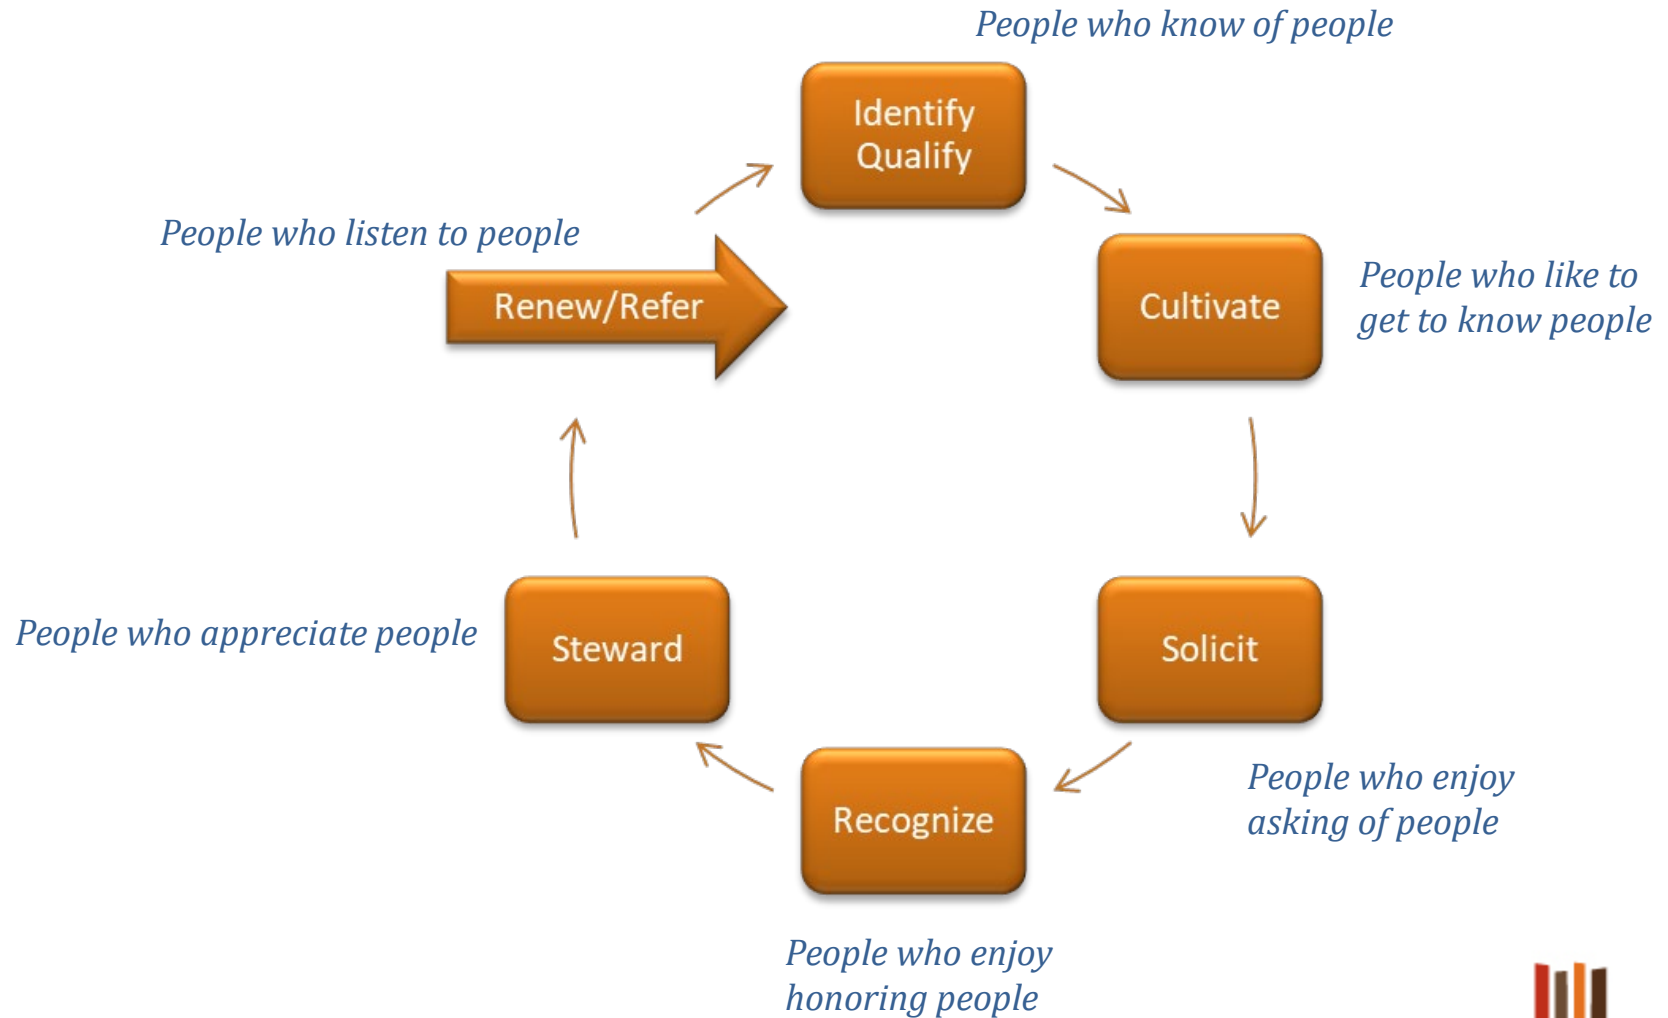 People who know of people
Identify
Qualify
People who listen to people
Renew/Refer
Cultivate
People who like to
get to know people
People who appreciate people
Steward
Solicit
People who enjoy
asking of people
Recognize
People who enjoy
honoring people